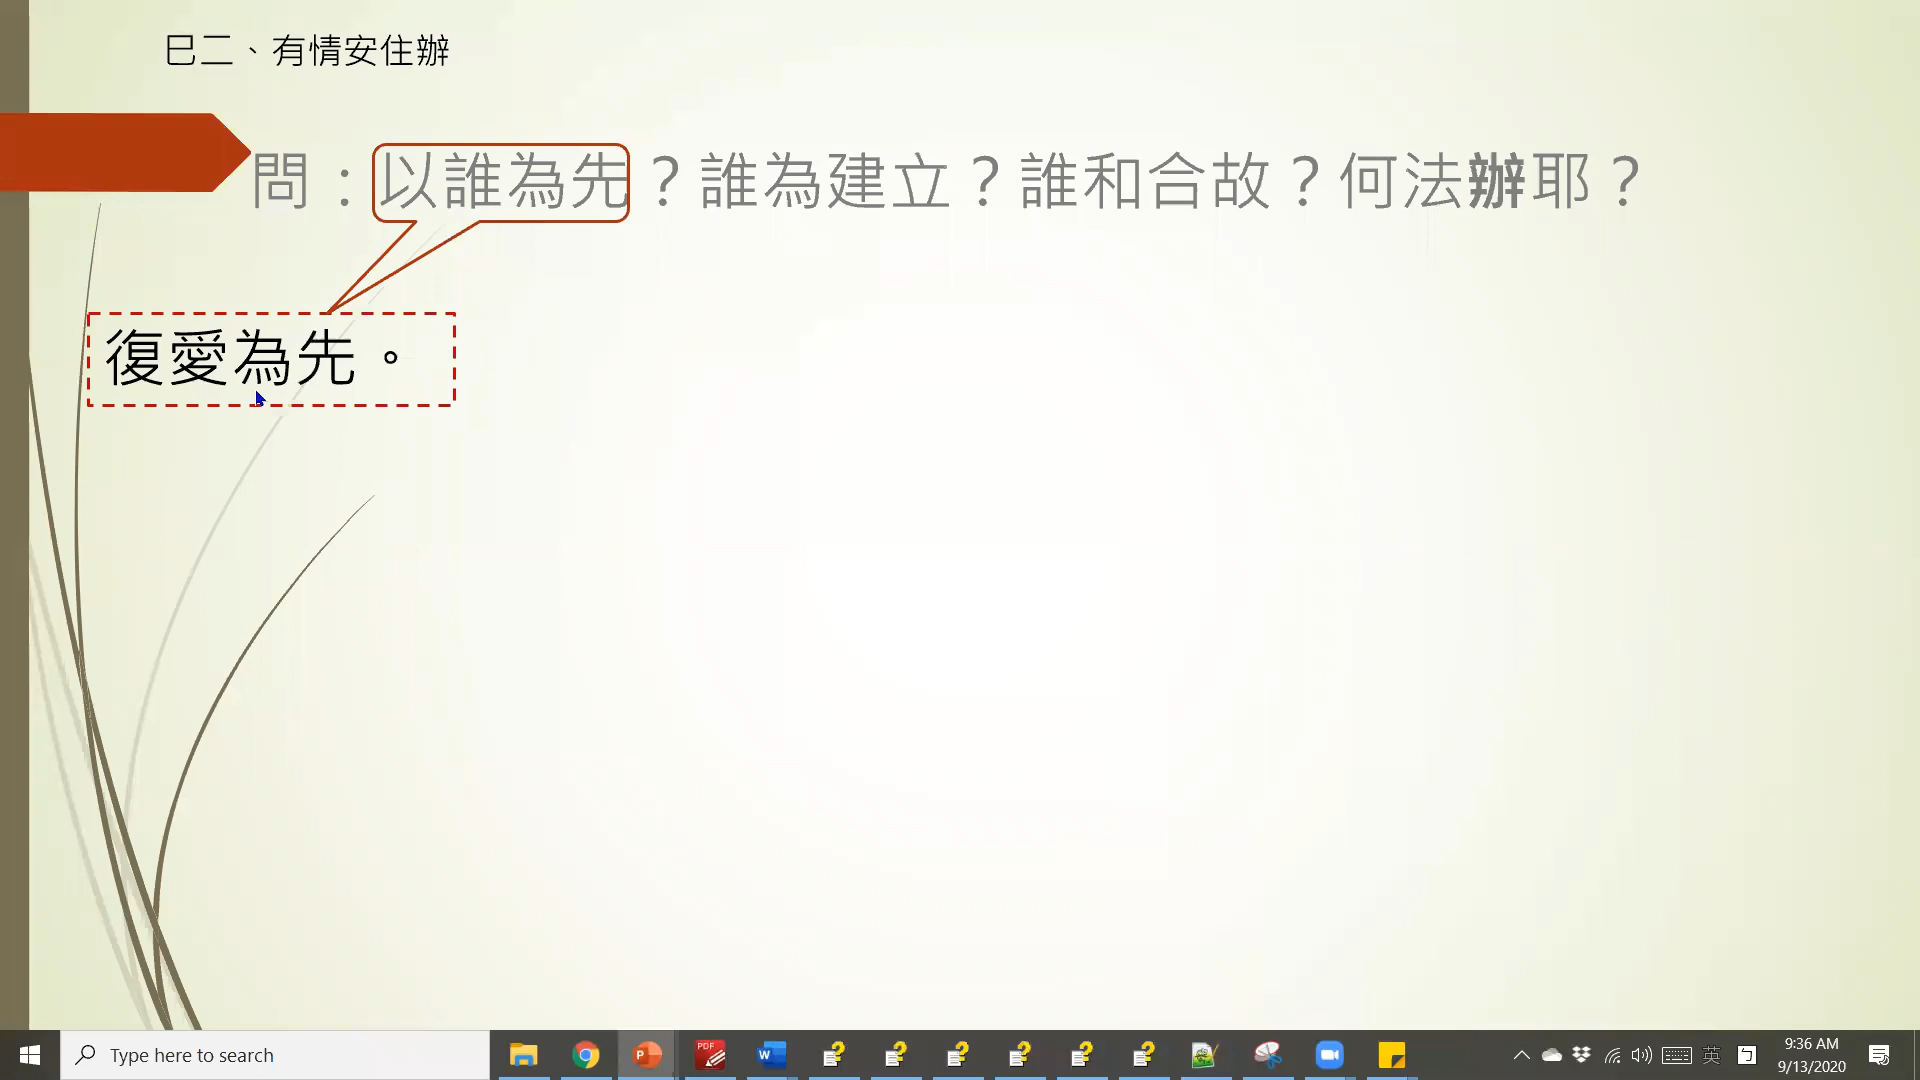 巳二、有情安住辦
問：以誰為先？誰為建立？誰和合故？何法辦耶？
復愛為先。
Type here to search
英
9:36 AM
9/13/2020